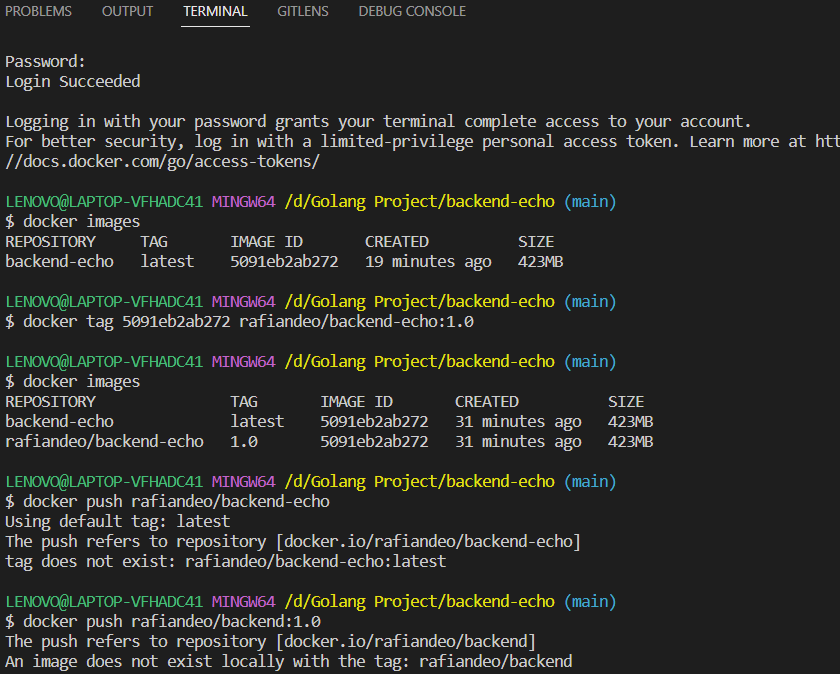 PROBLEMS OUTPUT TERMINAL GITLENS DEBUG CONSOLE
Password:
Login Succeeded
Logging in with your password grants your terminal complete access to your account.
For better security, log in with a limited-privilege personal access token. Learn more at htt
//docs.docker.com/go/access-tokens/
LENOVO@LAPTOP-VFHADC41 MINGW64 /d/Golang Project/backend-echo (main)
$ docker images
REPOSITORY TAG IMAGE ID CREATED SIZE
backend-echo latest 5091eb2ab272 19 minutes ago 423MB
LENOVO@LAPTOP-VFHADC41 MINGW64 /d/Golang Project/backend-echo (main)
$ docker tag 5091eb2ab272 rafiandeo/backend-echo:1.0
LENOVO@LAPTOP-VFHADC41 MINGW64 /d/Golang Project/backend-echo (main)
$ docker images
REPOSITORY TAG IMAGE ID CREATED SIZE
backend-echo latest 5091eb2ab272 31 minutes ago 423MB
rafiandeo/backend-echo 1.0 5091eb2ab272 31 minutes ago 423MB
LENOVO@LAPTOP-VFHADC41 MINGW64 /d/Golang Project/backend-echo (main)
$ docker push rafiandeo/backend-echo
Using default tag: latest
The push refers to repository [docker.io/rafiandeo/backend-echo]
tag does not exist: rafiandeo/backend-echo:latest
LENOVO@LAPTOP-VFHADC41 MINGW64 /d/Golang Project/backend-echo (main)
$ docker push rafiandeo/backend:1.0
The push refers to repository [docker.io/rafiandeo/backend]
An image does not exist locally with the tag: rafiandeo/backend